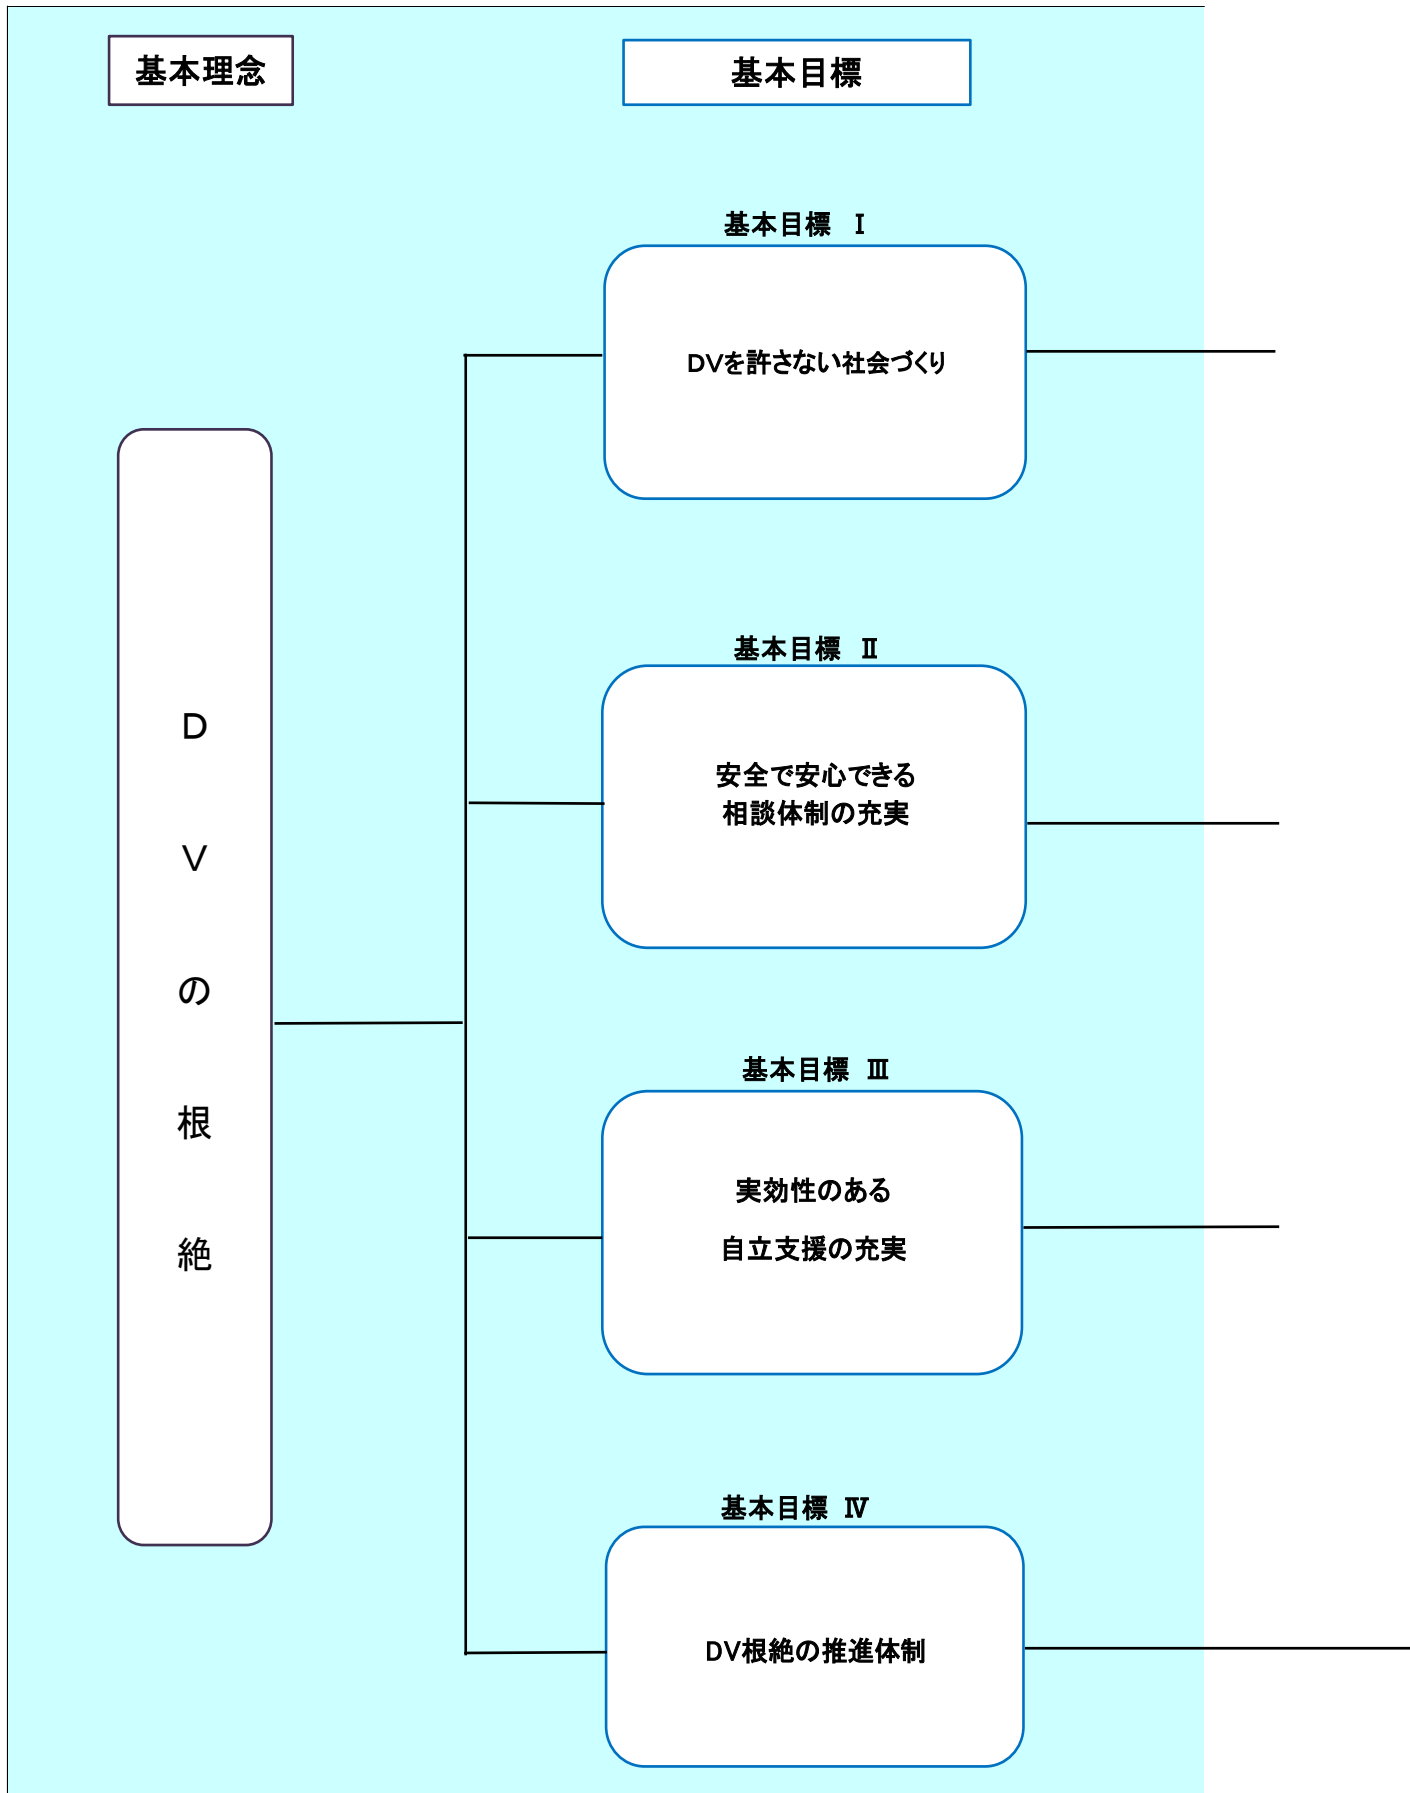 基本理念
基本目標
基本目標　Ⅰ
DVを許さない社会づくり
基本目標　Ⅱ
安全で安心できる
相談体制の充実
DVの根絶
基本目標　Ⅲ
実効性のある
自立支援の充実
基本目標　Ⅳ
DV根絶の推進体制